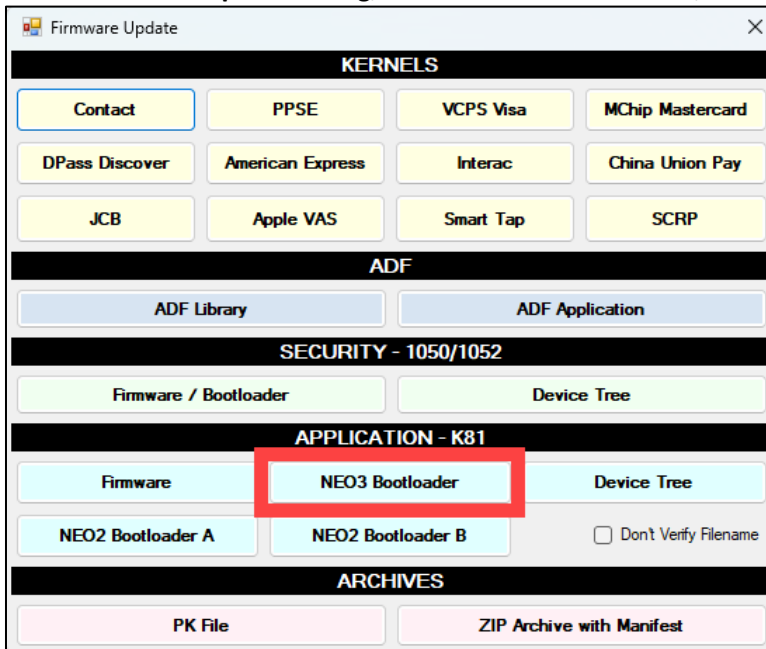 Firmware Update
KERNELS
Contact PPSE VCPS Visa MChip Mastercard
DPass Discover American Express Interac China Union Pay
JCB Apple VAS Smart Tap SCRP
ADF
ADF Library ADF Application
SECURITY - 1050/1052
Firmware / Bootloader Device Tree
APPLICATION - K81
Firmware NEO3 Bootloader Device Tree
NEO2 Bootloader A NEO2 Bootloader B Don't Verify Filename
ARCHIVES
PK File ZIP Archive with Manifest